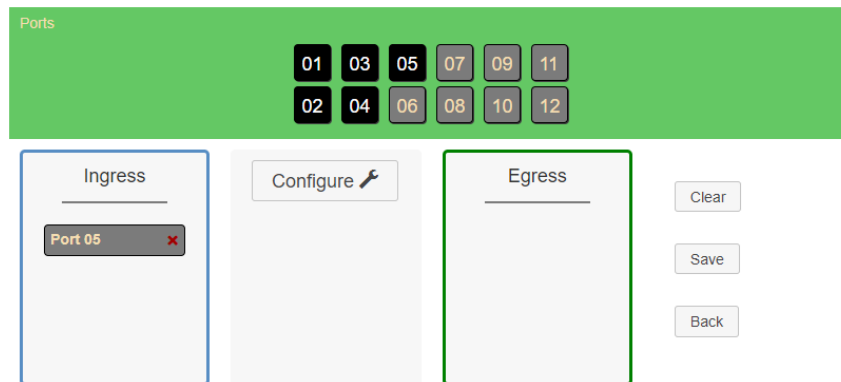 Ports
01 03 05 07 09 11
02 04 06 08 10 12
Ingress
Configure
Egress
Port 05
Clear
Save
Back